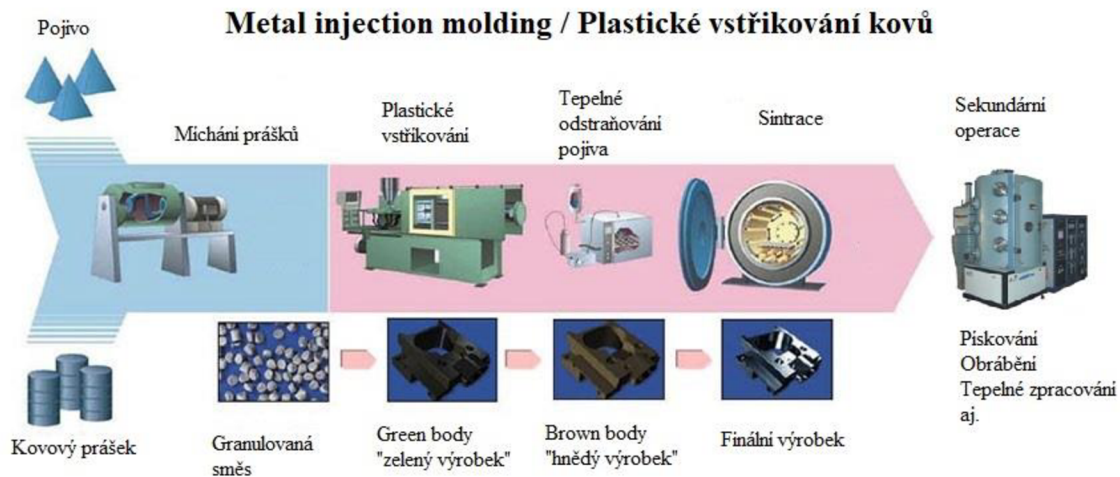 Metal injection molding / Plastické vstřikování kovů
Pojivo
Míchání prášků
Plastické
vstřikování
Tepelné
odstraňování
pojiva
Sintrace
Sekundární
operace
Kovový prášek
Granulovaná
směs
Green body
"zelený výrobek"
Brown body
"hnědý výrobek"
Finální výrobek
Pískování
Obrábění
Tepelné zpracování
aj.